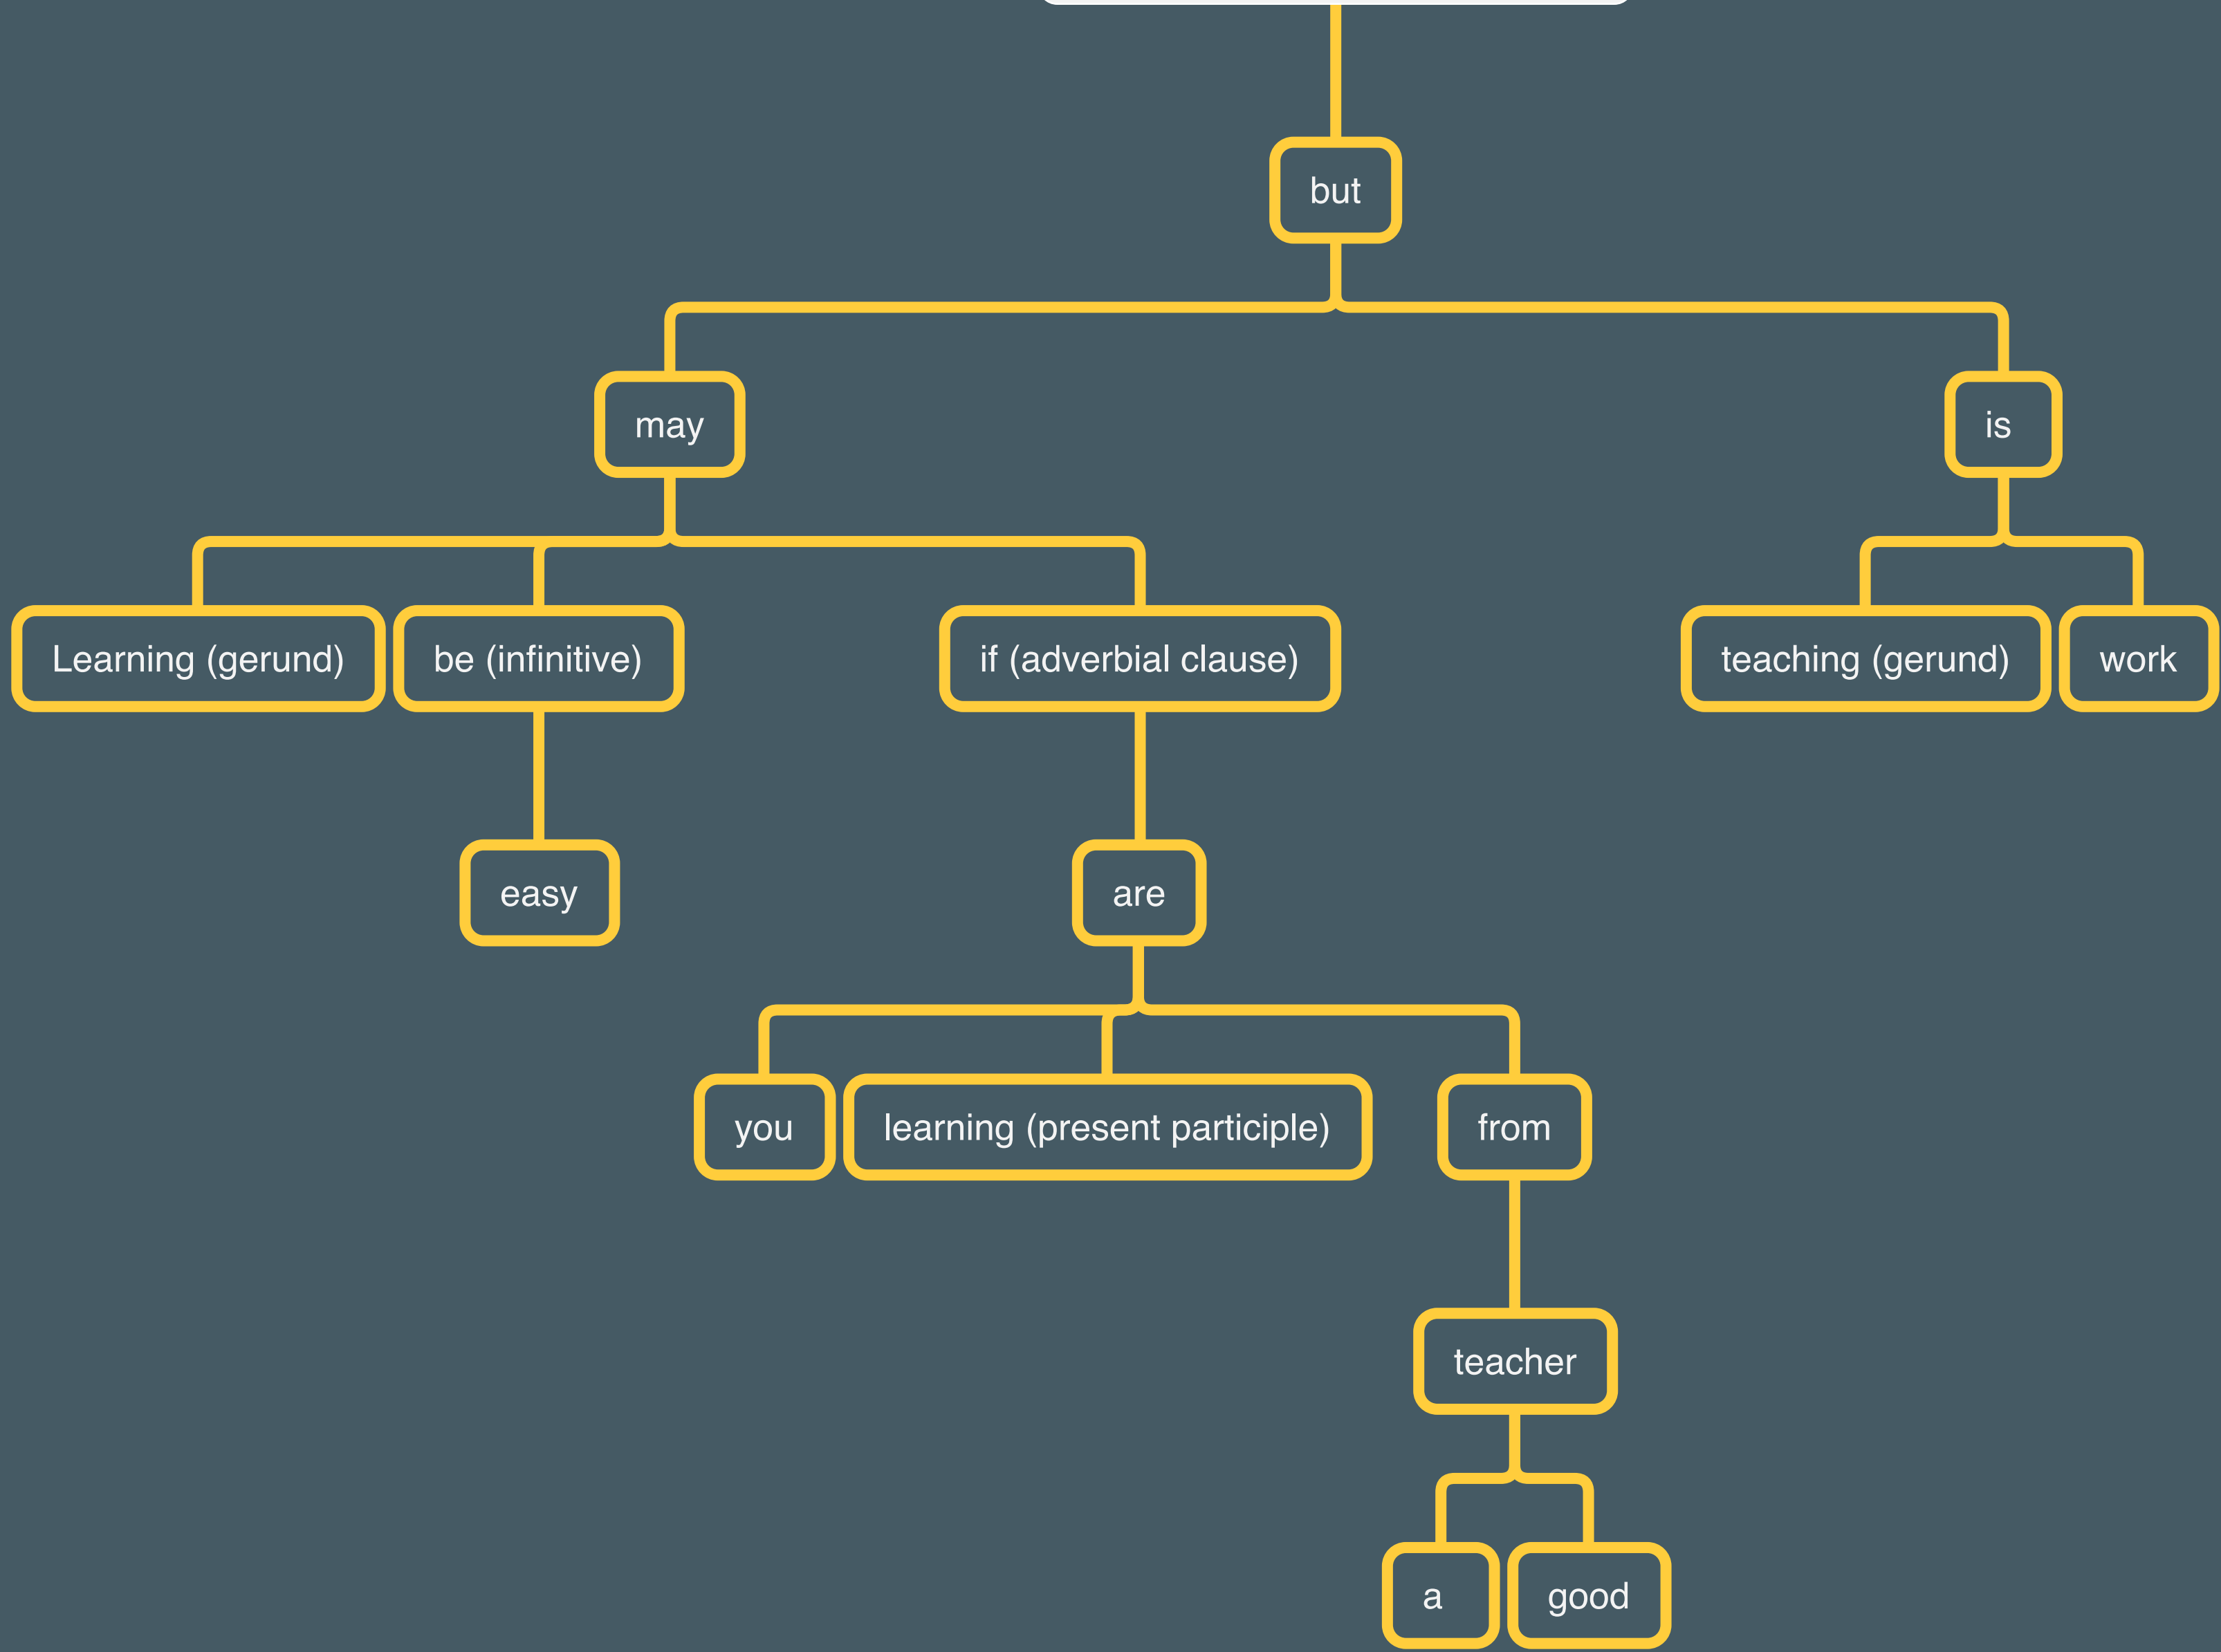 but
may
is
Learning (gerund)
be (infinitive)
if (adverbial clause)
teaching (gerund)
work
easy
are
you
learning (present participle)
from
teacher
a
good